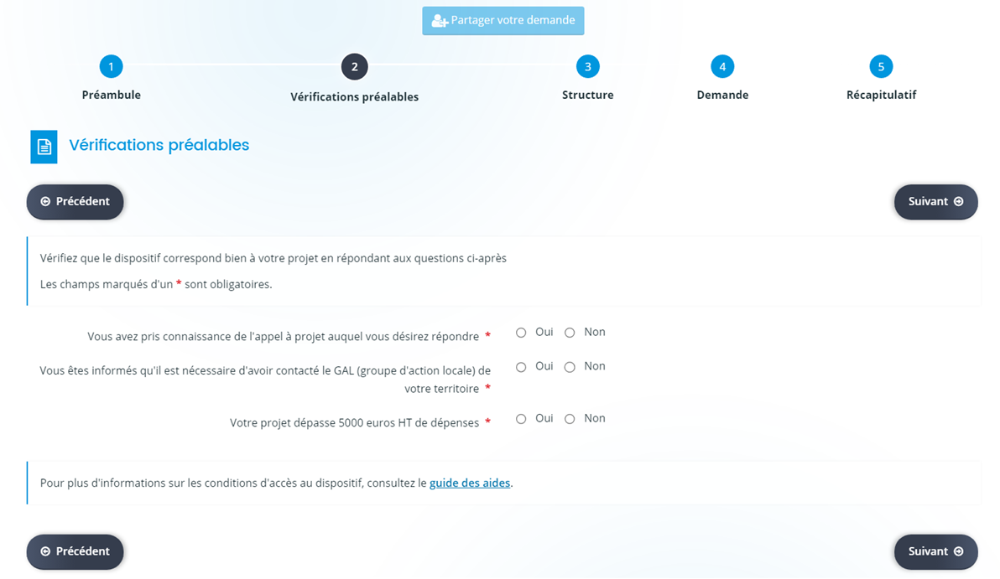 Partager votre demande
1
2
3
4
5
Préambule
Vérifications préalables
Structure
Demande
Récapitulatif
Vérifications préalables
Précédent
Suivant
Vérifiez que le dispositif correspond bien à votre projet en répondant aux questions ci-après
Les champs marqués d'un * sont obligatoires.
Vous avez pris connaissance de l'appel à projet auquel vous désirez répondre * Oui Non
Vous êtes informés qu'il est nécessaire d'avoir contacté le GAL (groupe d'action locale) de Oui Non
votre territoire *
Votre projet dépasse 5000 euros HT de dépenses * Oui Non
Pour plus d'informations sur les conditions d'accès au dispositif, consultez le guide des aides.
Précédent
Suivant